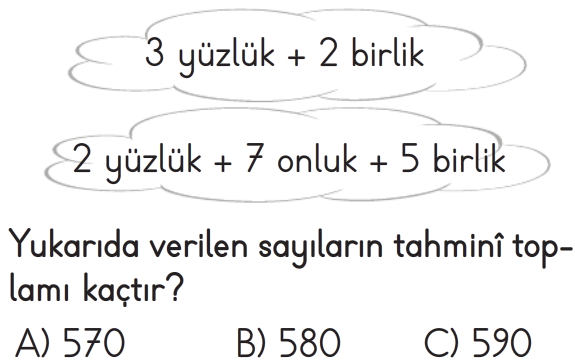 3 yüzlük + 2 birlik
2 yüzlük + 7 onluk + 5 birlik
Yukarıda verilen sayıların tahminî top-
lamı kaçtır?
A) 570 B) 580 C) 590